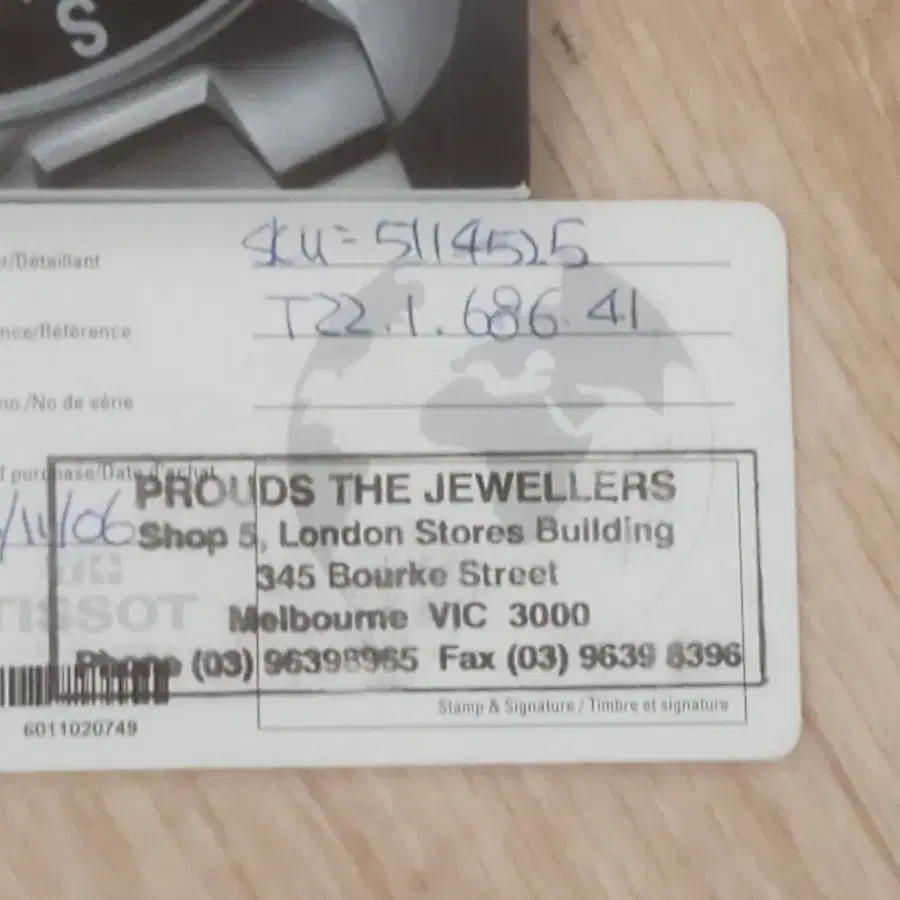 S
r/Détaillant SKU = 5114525
nce/Référence T22.1.686.41
no./No de série
f purchase/Date d'achat
/11/06
PROUDS THE JEWELLERS
Shop 5, London Stores Building
345 Bourke Street
Melbourne VIC 3000
Phone (03) 96398965 Fax (03) 9639 8396
TISSOT
Stamp & Signature / Timbre et signature
6011020749